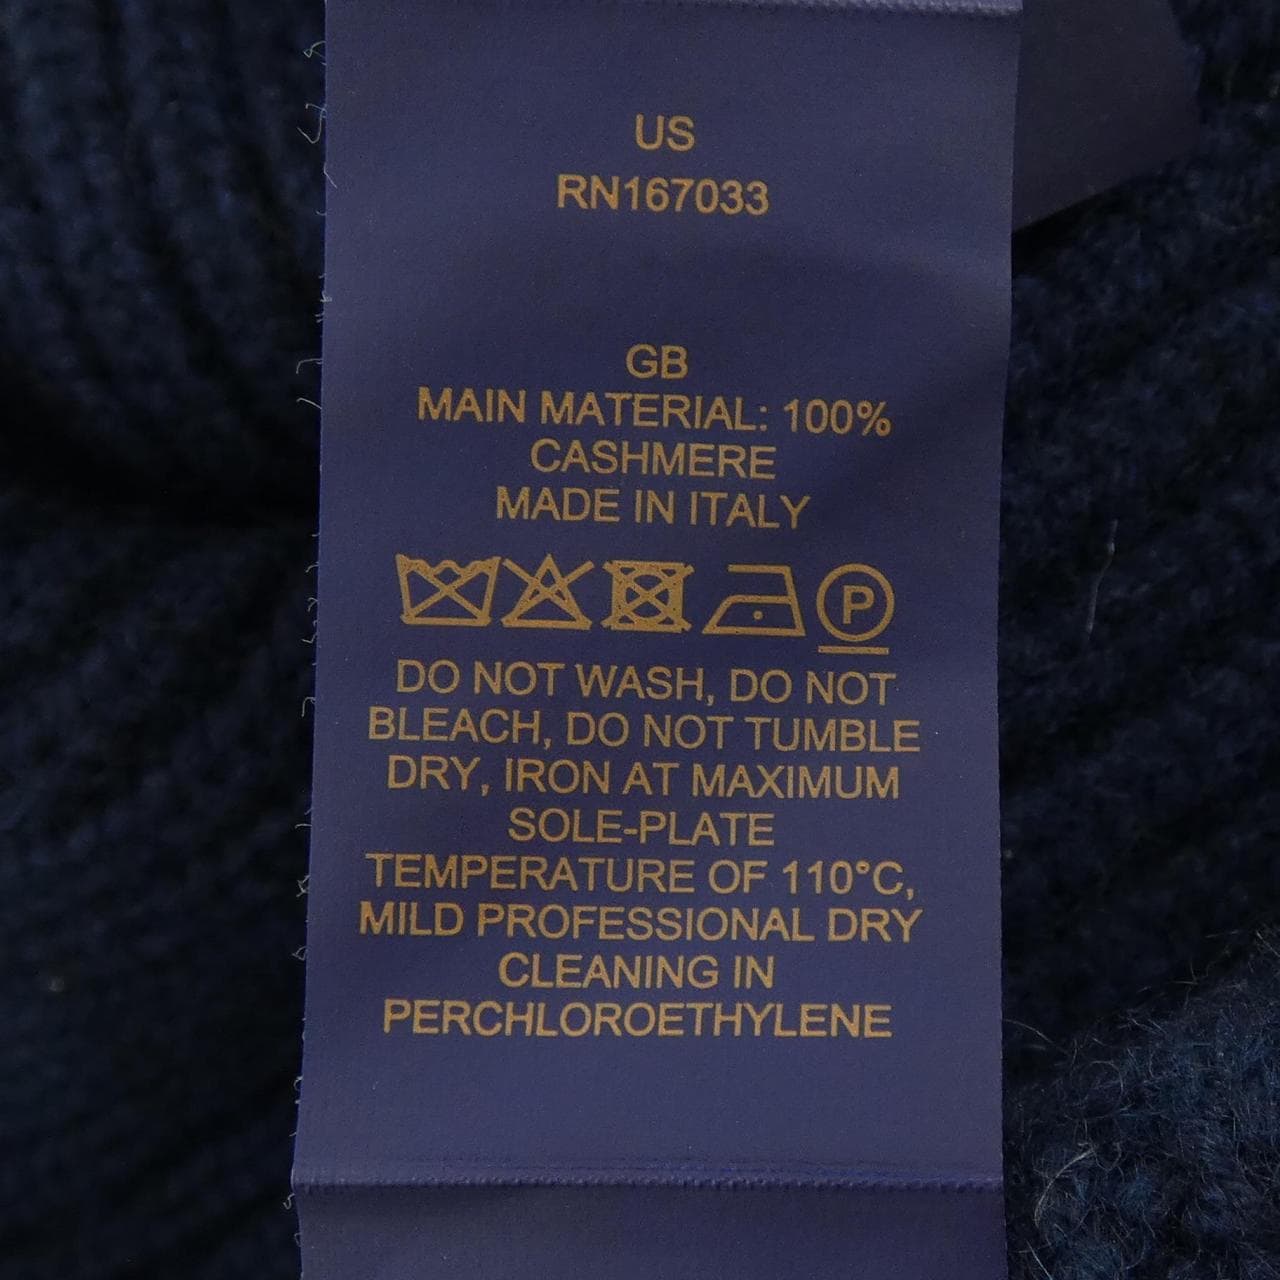 US
RN167033
GB
MAIN MATERIAL: 100%
CASHMERE
MADE IN ITALY
P
DO NOT WASH, DO NOT
BLEACH, DO NOT TUMBLE
DRY, IRON AT MAXIMUM
SOLE-PLATE
TEMPERATURE OF 110°C,
MILD PROFESSIONAL DRY
CLEANING IN
PERCHLOROETHYLENE